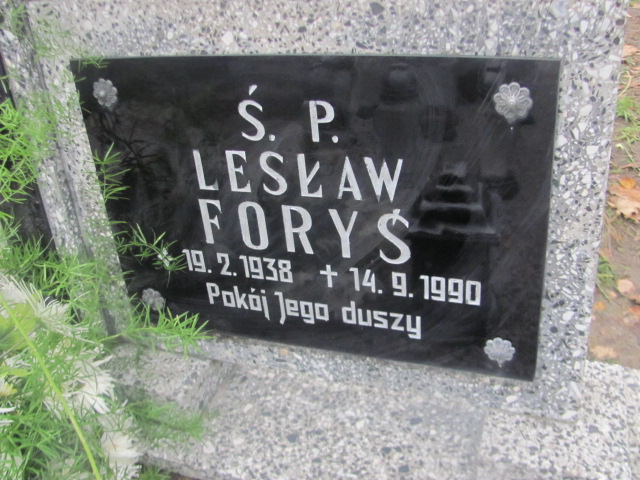 Ś. P.
LESŁAW
FORYŚ
19. 2. 1938 + 14. 9. 1990
Pokój Jego duszy